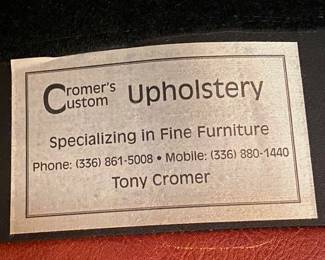 Cromer's
Custom Upholstery
Specializing in Fine Furniture
Phone: (336) 861-5008 • Mobile: (336) 880-1440
Tony Cromer